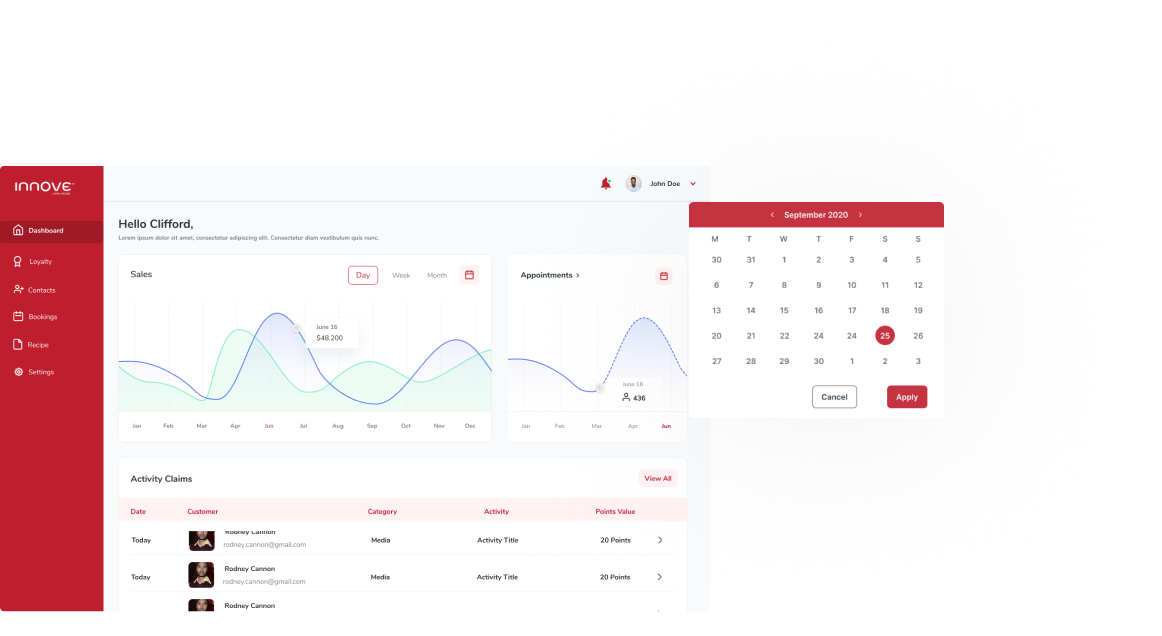 INNOVE
Dashboard
Loyalty
Contacts
Bookings
Recipe
Settings
John Doe
Hello Clifford,
Lorem ipsum dolor sit amet, consectetur adipiscing elit. Consectetur diam vestibulum quis nunc.
Sales
Day Week Month
June 16
$48.200
Jan Feb Mar Apr Jun Jul Aug Sep Oct Nov Dec
Appointments >
June 16
436
Jan Feb Mar Apr Jun
Activity Claims
View All
Date Customer Category Activity Points Value
Rodney Cannon
Today rodney.cannon@gmail.com Media Activity Title 20 Points
Rodney Cannon
Today rodney.cannon@gmail.com Media Activity Title 20 Points
Rodney Cannon
September 2020
M T W T F S S
30 31 1 2 3 4 5
6 7 8 9 10 11 12
13 14 15 16 17 18 19
20 21 22 24 24 25 26
27 28 29 30 1 2 3
Cancel Apply